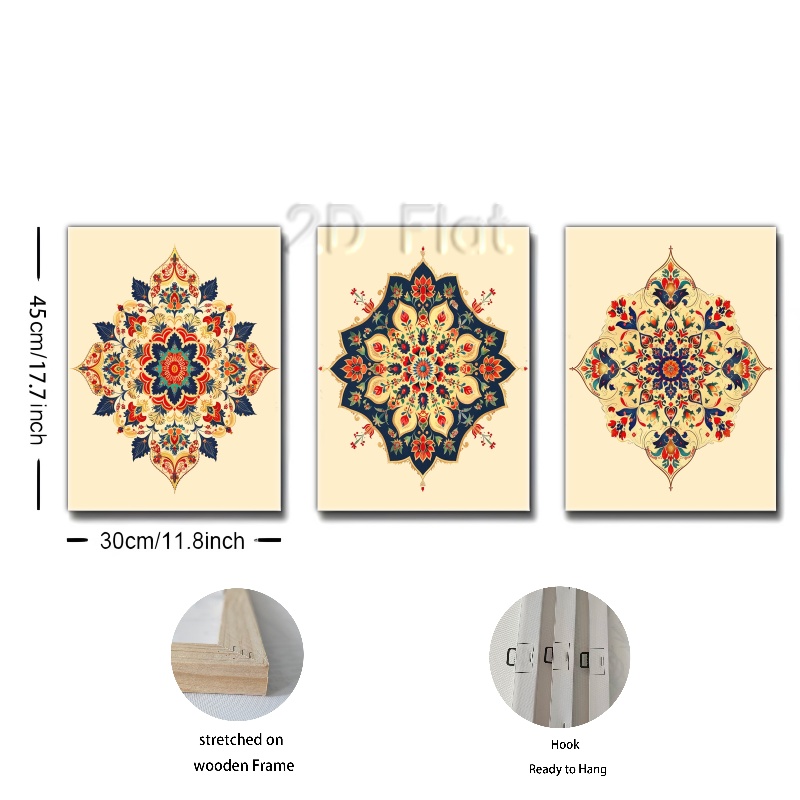 2D Flat
45cm/17.7inch
30cm/11.8inch
stretched on
wooden Frame
Hook
Ready to Hang